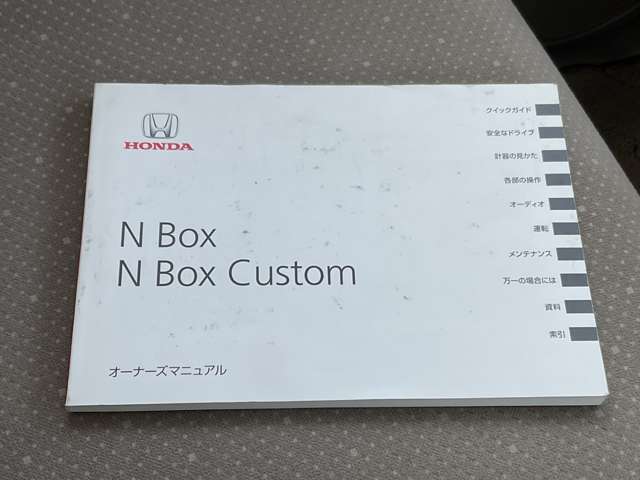 HONDA
N Box
N Box Custom
オーナーズマニュアル
クイックガイド
安全なドライブ
計器の見かた
各部の操作
オーディオ
運転
メンテナンス
万一の場合には
資料
索引